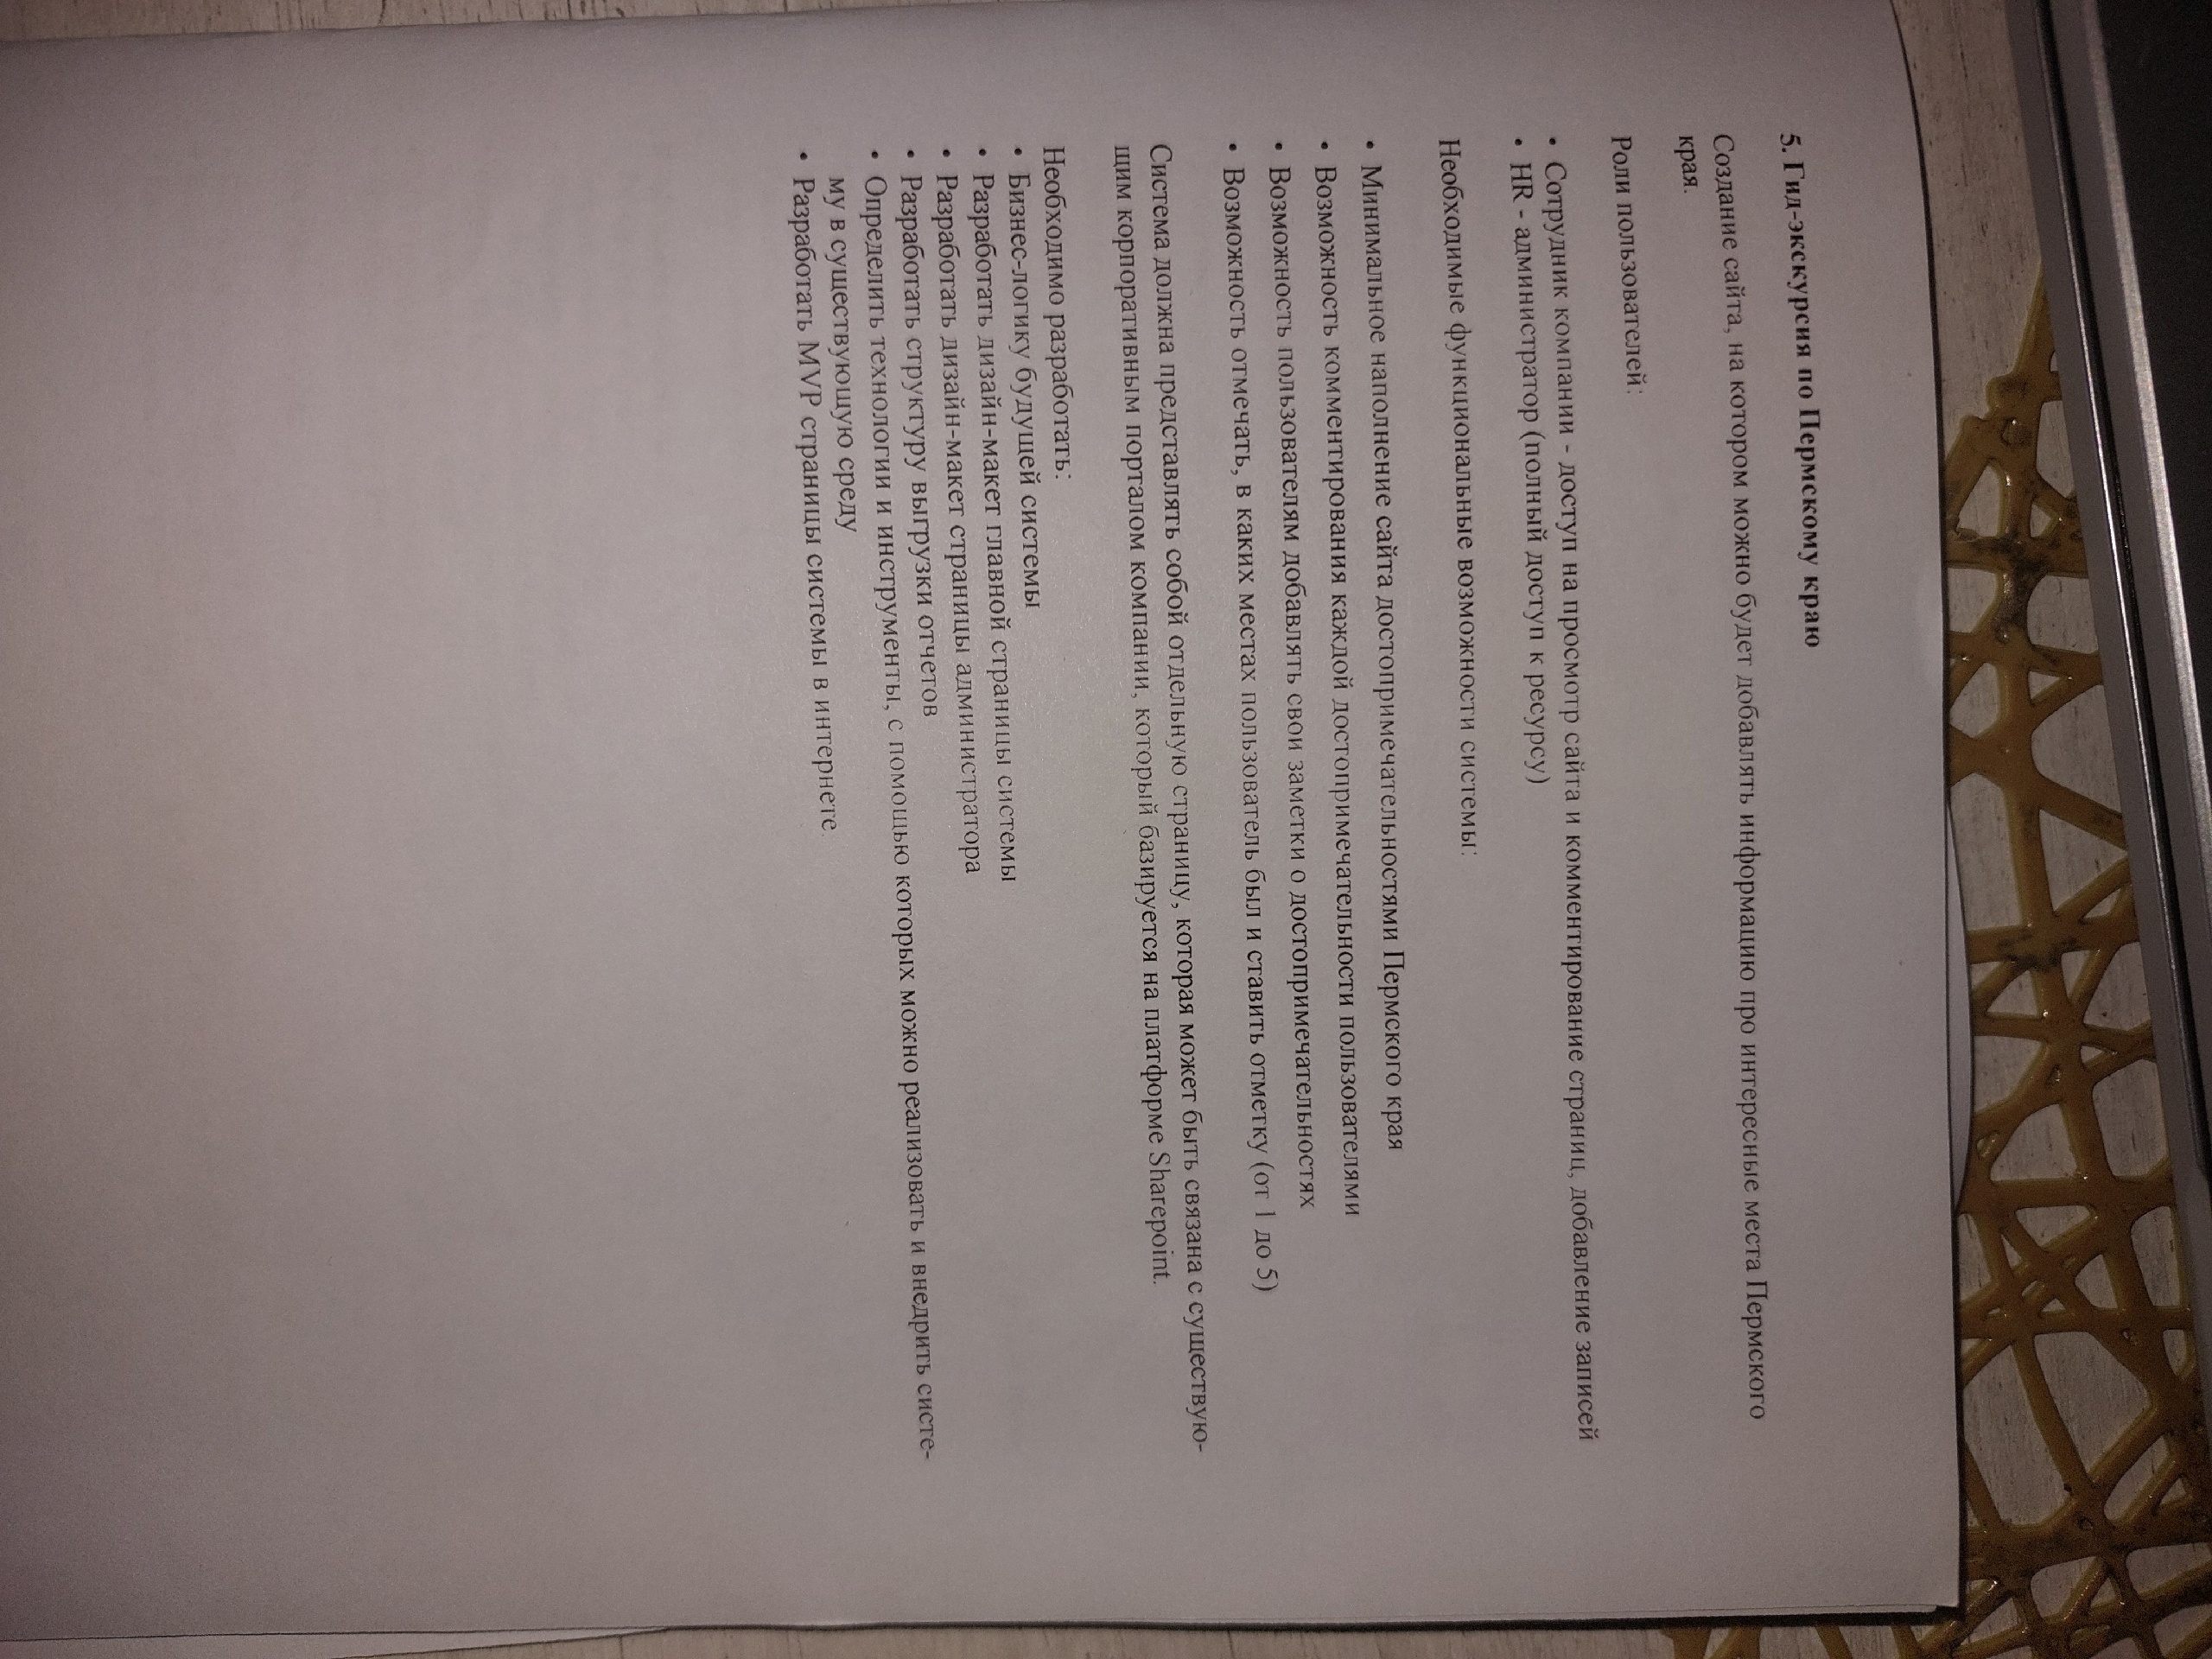 5. Гид-экскурсия по Пермскому краю
Создание сайта, на котором можно будет добавлять информацию про интересные места Пермского
края.
Роли пользователей:
• Сотрудник компании - доступ на просмотр сайта и комментирование страниц, добавление записей
• HR - администратор (полный доступ к ресурсу)
Необходимые функциональные возможности системы:
• Минимальное наполнение сайта достопримечательностями Пермского края
• Возможность комментирования каждой достопримечательности пользователями
• Возможность пользователям добавлять свои заметки о достопримечательностях
• Возможность отмечать, в каких местах пользователь был и ставить отметку (от 1 до 5)
Система должна представлять собой отдельную страницу, которая может быть связана с существую-
щим корпоративным порталом компании, который базируется на платформе Sharepoint.
Необходимо разработать:
• Бизнес-логику будущей системы
• Разработать дизайн-макет главной страницы системы
• Разработать дизайн-макет страницы администратора
• Разработать структуру выгрузки отчетов
• Определить технологии и инструменты, с помощью которых можно реализовать и внедрить систе-
му в существующую среду
• Разработать MVP страницы системы в интернете.